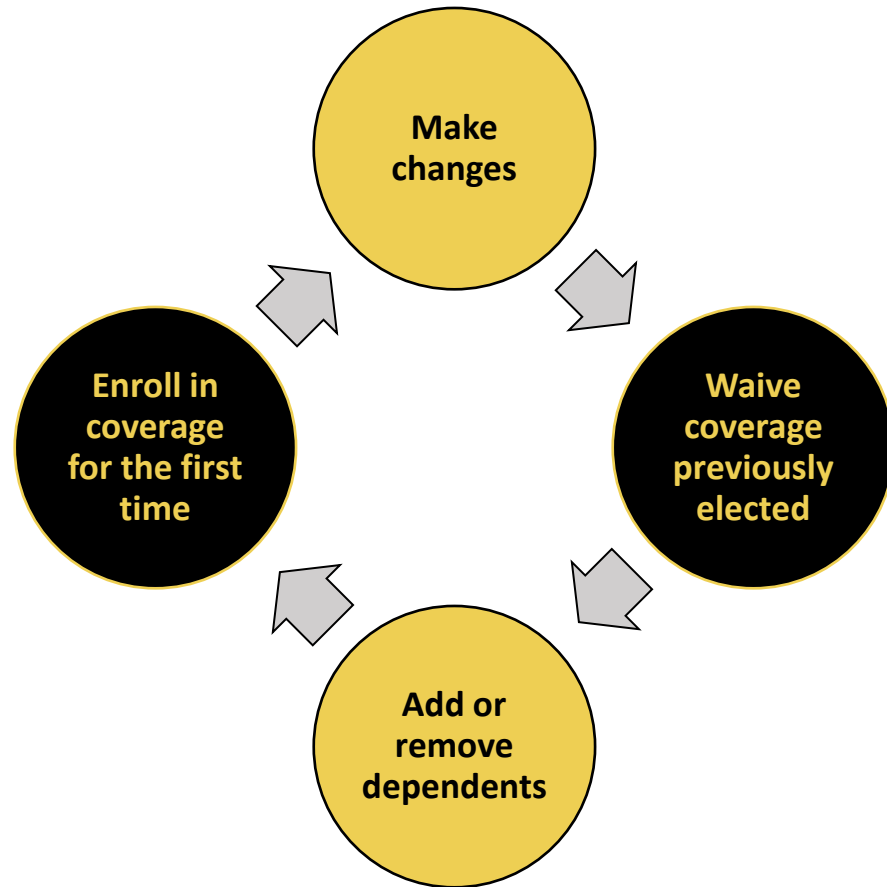 Make
changes
Waive
coverage
previously
elected
Add or
remove
dependents
Enroll in
coverage
for the first
time